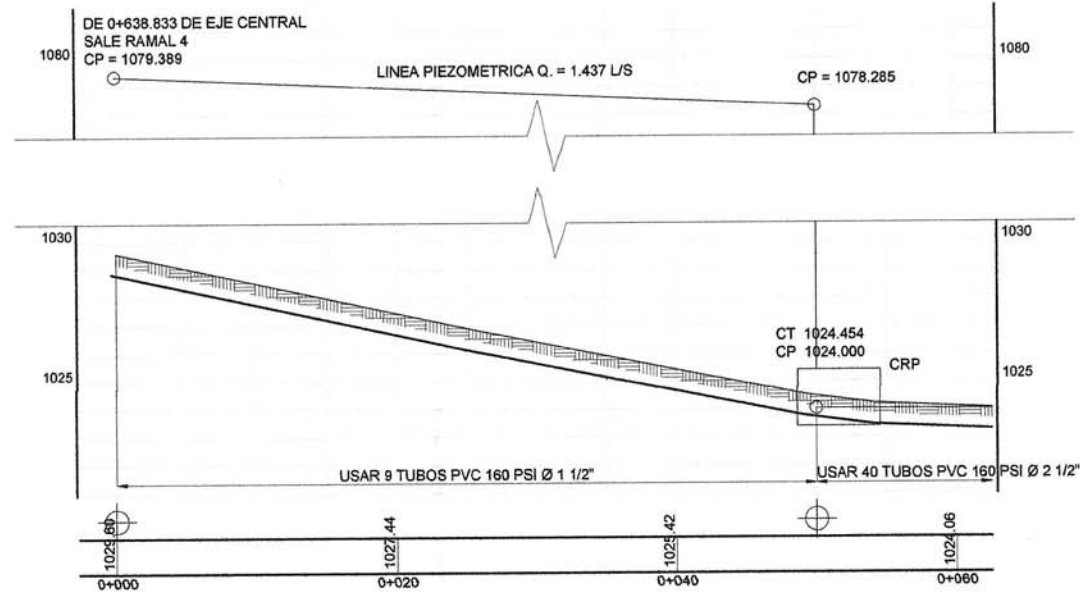 DE 0+638.833 DE EJE CENTRAL
SALE RAMAL 4
CP = 1079.389
1080
1080
LINEA PIEZOMETRICA Q. = 1.437 L/S
CP = 1078.285
1030
1030
CT 1024.454
CP 1024.000
CRP
1025
1025
USAR 9 TUBOS PVC 160 PSI Ø 1 1/2"
USAR 40 TUBOS PVC 160 PSI Ø 2 1/2"
1029.60
1027.44
1025.42
1024.06
0+000
0+020
0+040
0+060